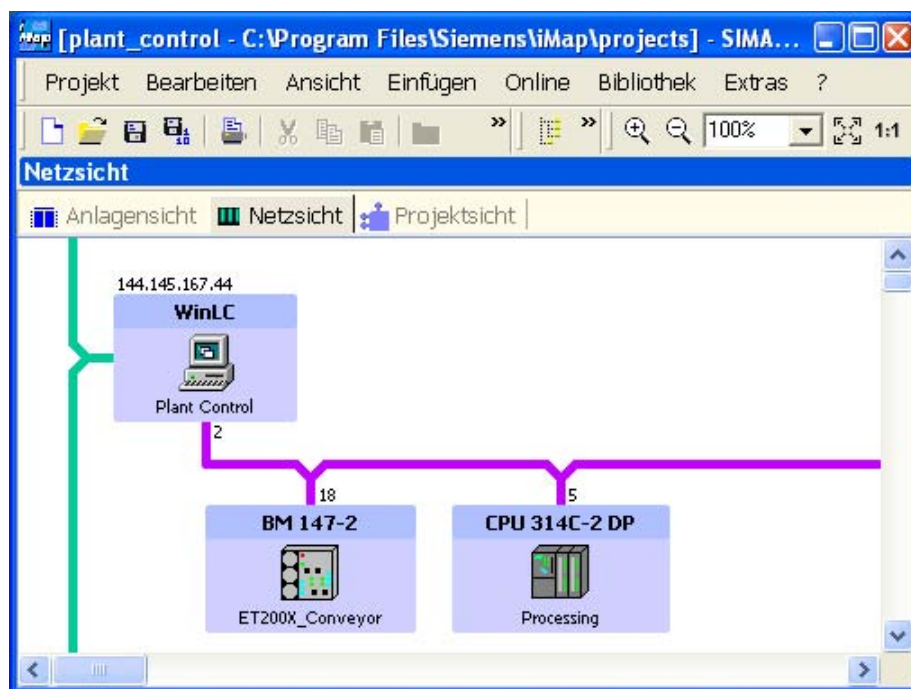 [plant_control - C:\Program Files\Siemens\iMap\projects] - SIMA...
Projekt Bearbeiten Ansicht Einfügen Online Bibliothek Extras ?
» » 100% 1:1
Netzsicht
Anlagensicht Netzsicht Projektsicht
144.145.167.44
WinLC
Plant Control
2
18 5
BM 147-2 CPU 314C-2 DP
ET200X_Conveyor Processing